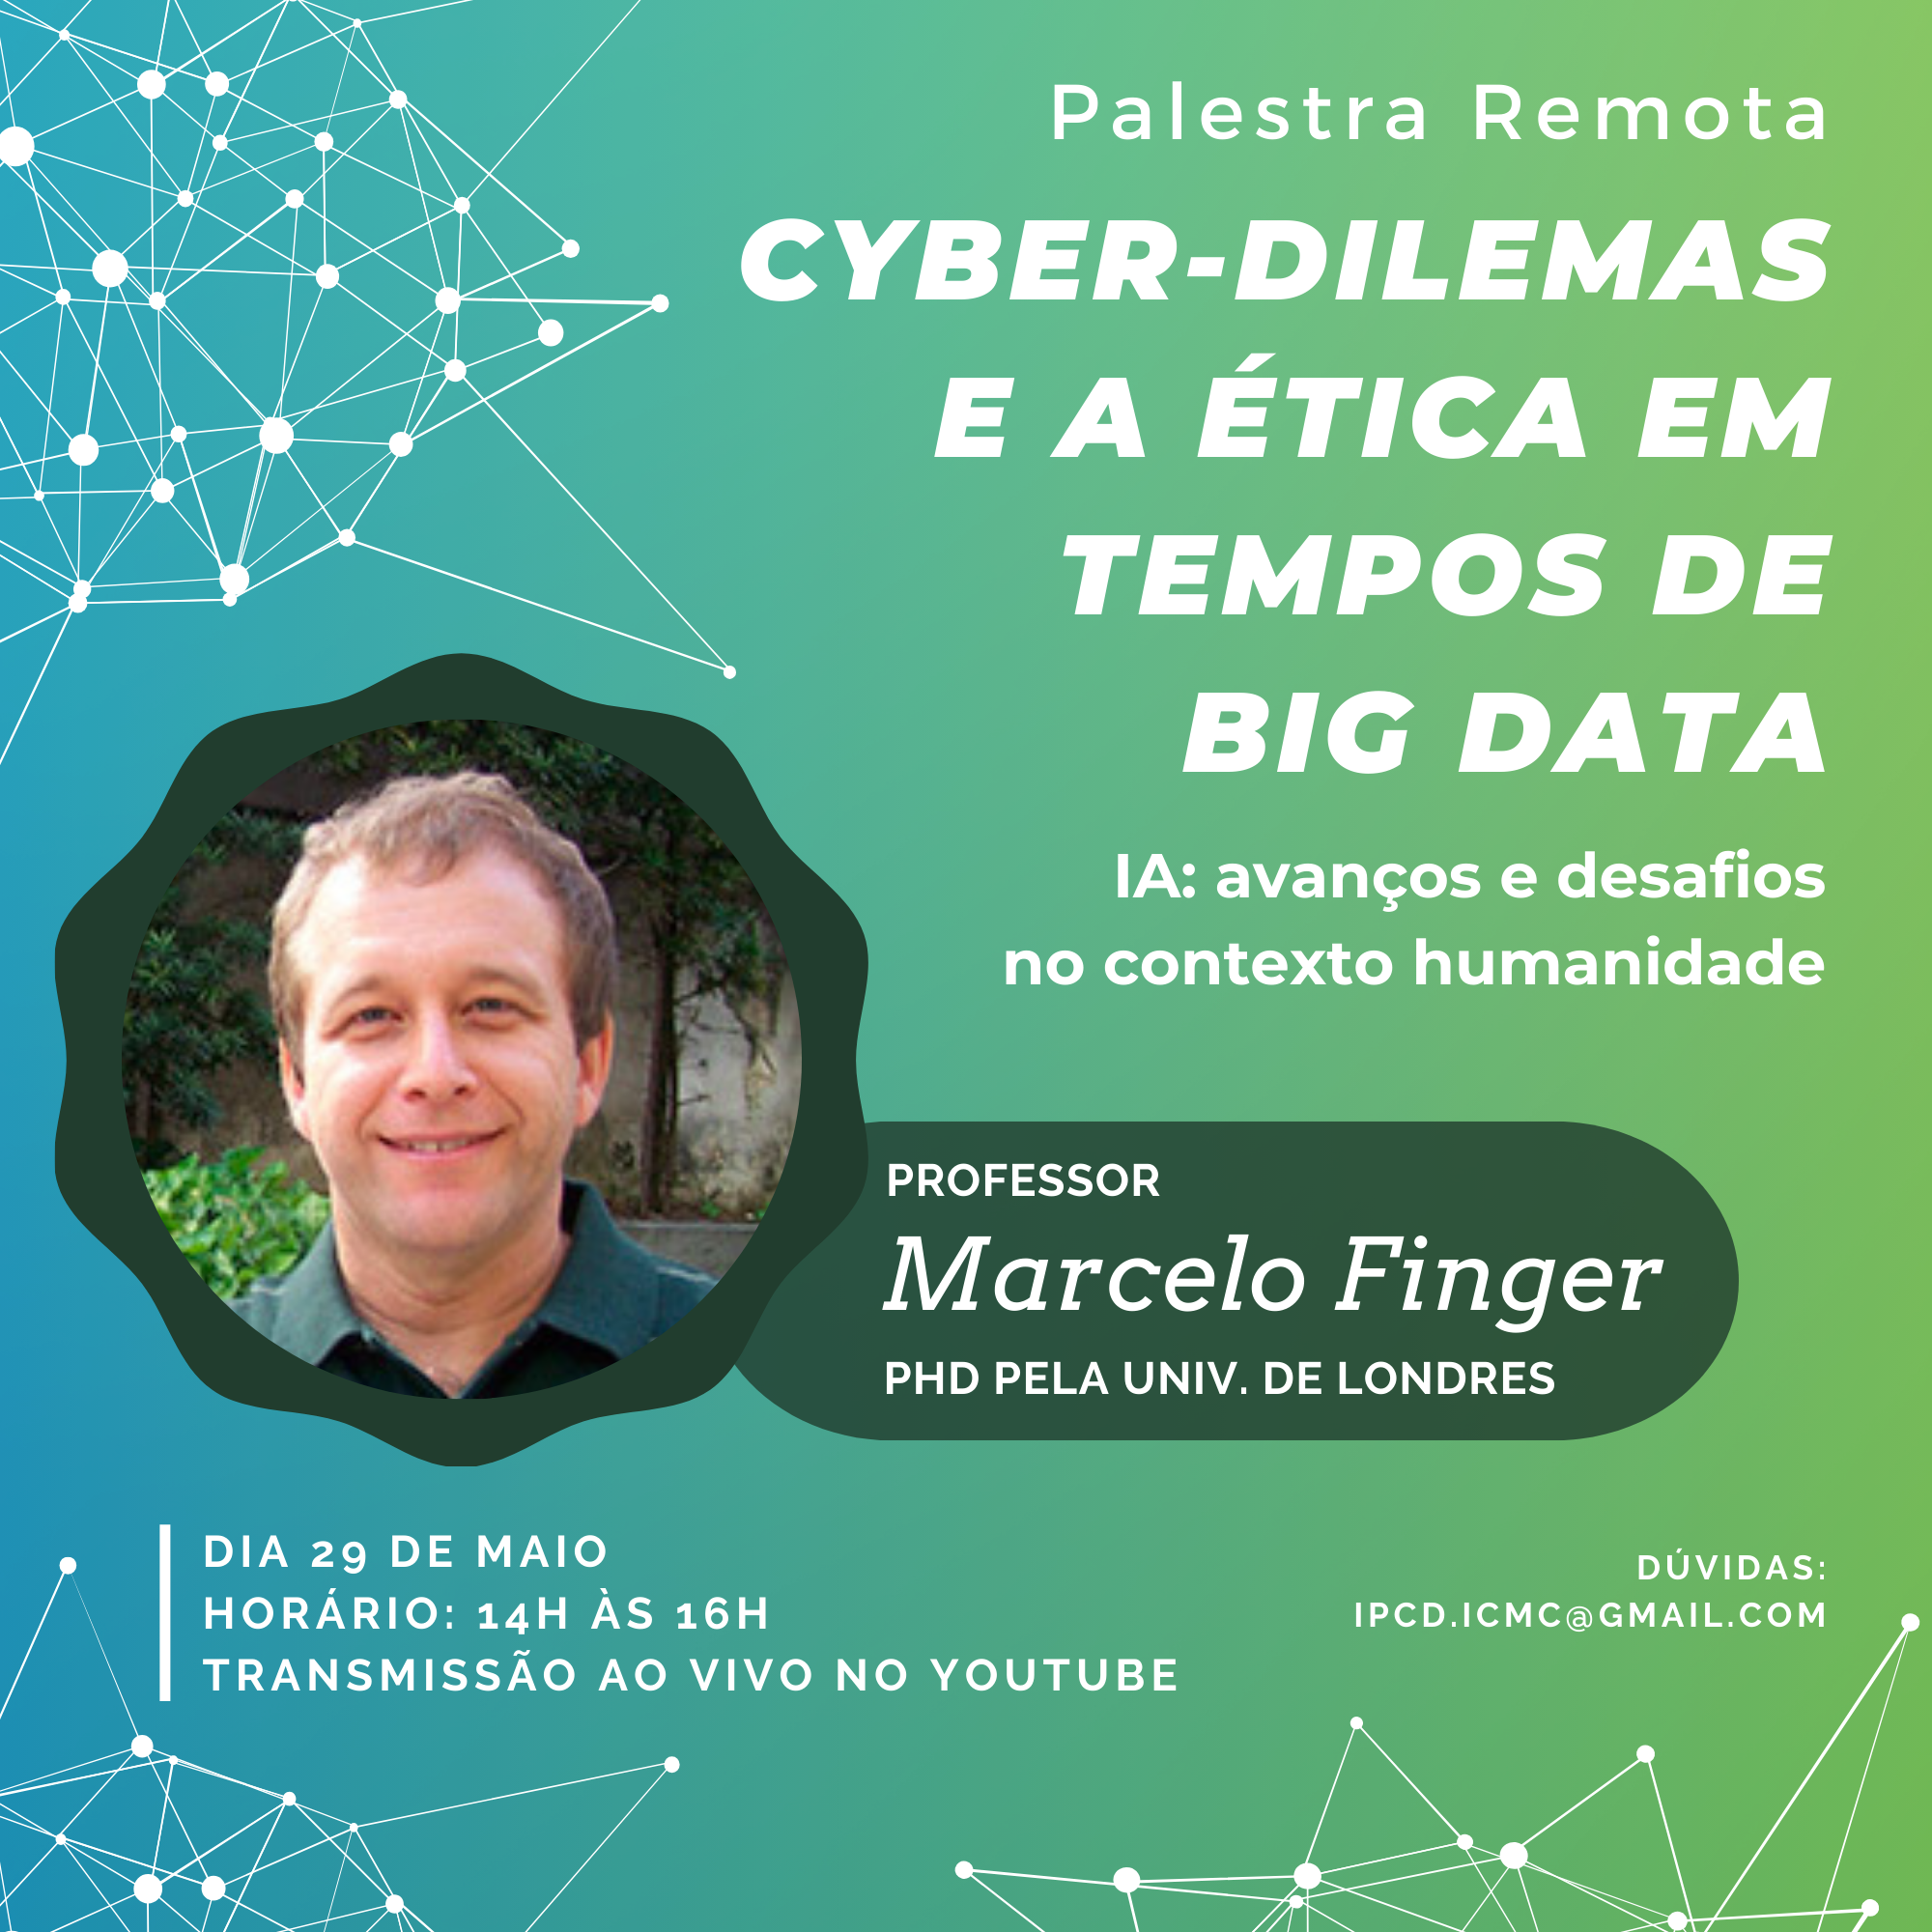 Palestra Remota
CYBER-DILEMAS
E A ÉTICA EM
TEMPOS DE
BIG DATA
IA: avanços e desafios
no contexto humanidade
PROFESSOR
Marcelo Finger
PHD PELA UNIV. DE LONDRES
DIA 29 DE MAIO
HORÁRIO: 14H ÀS 16H
TRANSMISSÃO AO VIVO NO YOUTUBE
DÚVIDAS:
IPCD.ICMC@GMAIL.COM